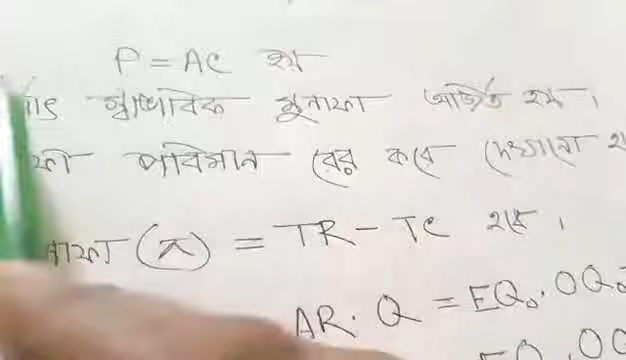 P = AC হয়
স্বাভাবিক মুনাফা অর্জিত হয়।
পরিমান বের করে দেখানো
(π) = TR - TC হবে।
AR. Q = EQ₀. OQ₀